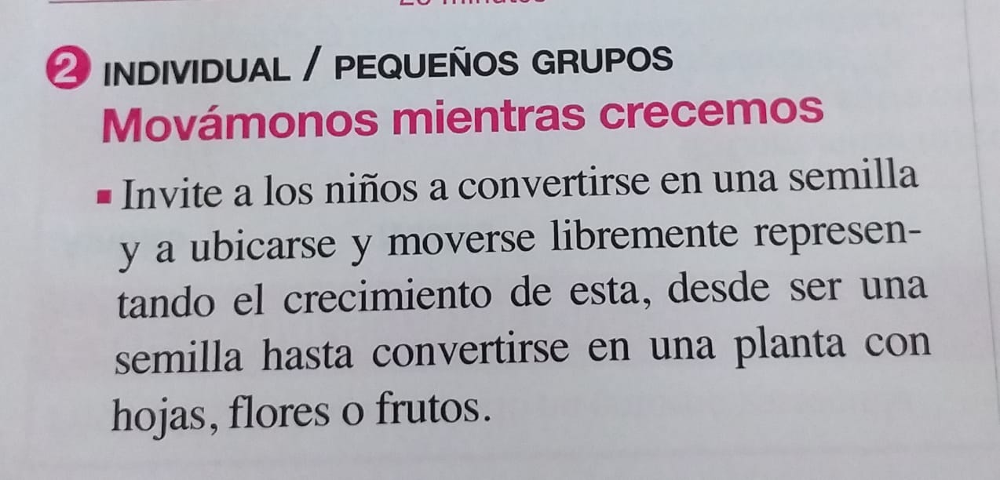 2 INDIVIDUAL / PEQUEÑOS GRUPOS
Movámonos mientras crecemos
▪ Invite a los niños a convertirse en una semilla
y a ubicarse y moverse libremente represen-
tando el crecimiento de esta, desde ser una
semilla hasta convertirse en una planta con
hojas, flores o frutos.